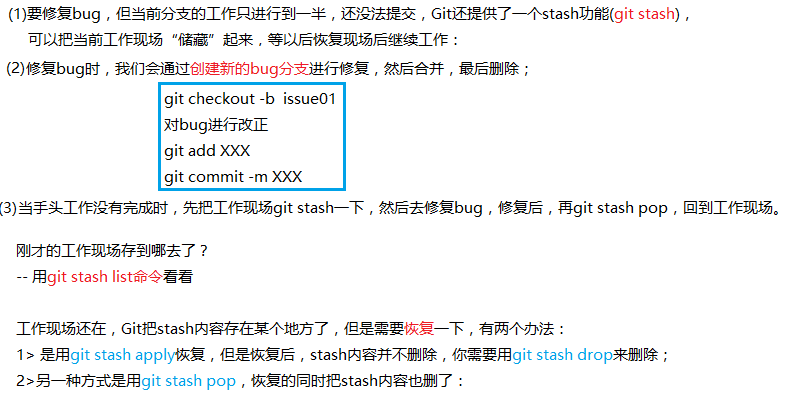 (1)要修复bug，但当前分支的工作只进行到一半，还没法提交，Git还提供了一个stash功能(git stash)，
可以把当前工作现场“储藏”起来，等以后恢复现场后继续工作：
(2)修复bug时，我们会通过创建新的bug分支进行修复，然后合并，最后删除；
git checkout -b  issue01
对bug进行改正
git add XXX
git commit -m XXX
(3)当手头工作没有完成时，先把工作现场git stash一下，然后去修复bug，修复后，再git stash pop，回到工作现场。
刚才的工作现场存到哪去了？
-- 用git stash list命令看看
工作现场还在，Git把stash内容存在某个地方了，但是需要恢复一下，有两个办法：
1> 是用git stash apply恢复，但是恢复后，stash内容并不删除，你需要用git stash drop来删除；
2>另一种方式是用git stash pop，恢复的同时把stash内容也删了：